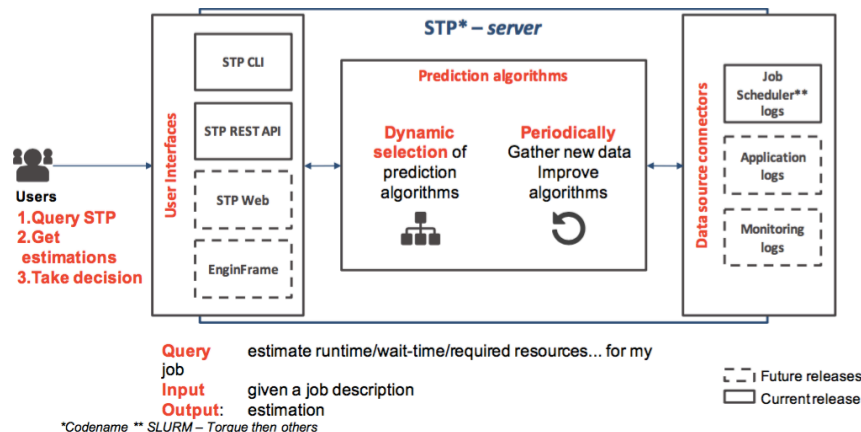 STP* – server
User Interfaces
STP CLI
STP REST API
STP Web
EnginFrame
Prediction algorithms
Dynamic
selection of
prediction
algorithms
Periodically
Gather new data
Improve
algorithms
Data source connectors
Job
Scheduler**
logs
Application
logs
Monitoring
logs
Users
1.Query STP
2.Get
estimations
3.Take decision
Query estimate runtime/wait-time/required resources... for my
job
Input given a job description
Output: estimation
*Codename ** SLURM – Torque then others
Future releases
Current release